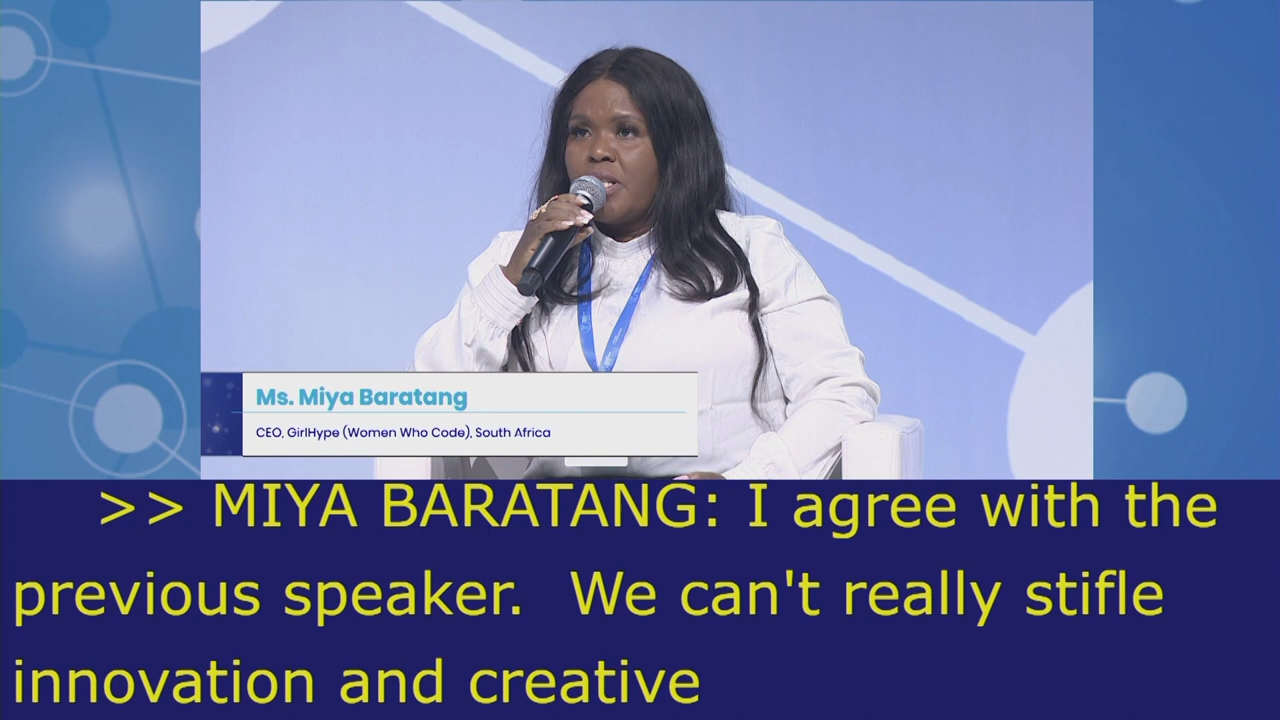 Ms. Miya Baratang
CEO, GirlHype (Women Who Code), South Africa
>> MIYA BARATANG: I agree with the
previous speaker.  We can't really stifle
innovation and creative